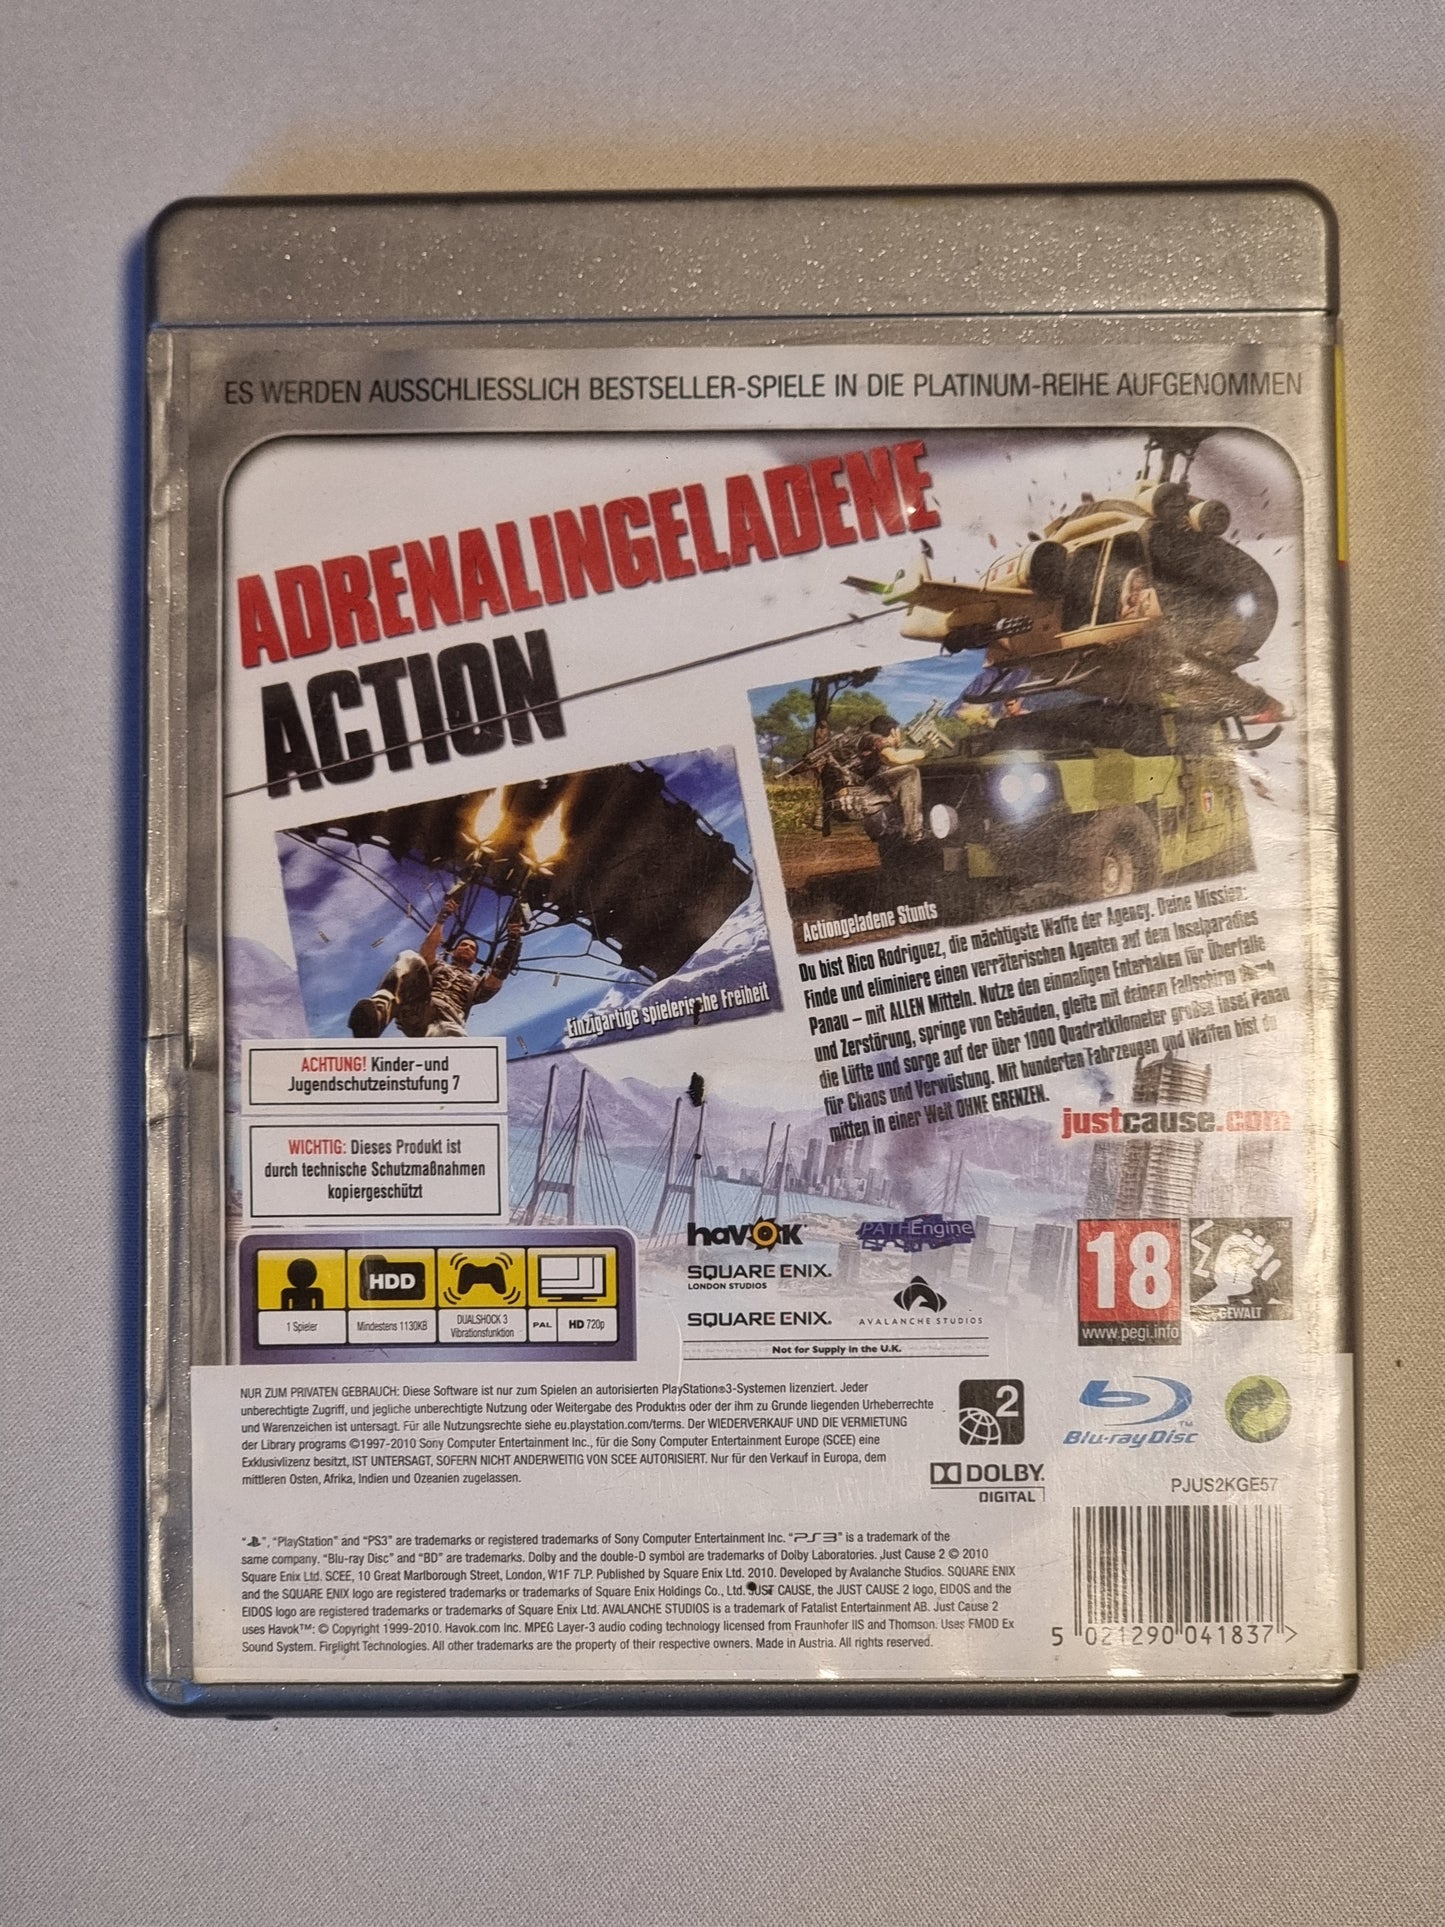 ES WERDEN AUSSCHLIESSLICH BESTSELLER-SPIELE IN DIE PLATINUM-REIHE AUFGENOMMEN
ADRENALINGELADENE
ACTION
Einzigartige spielerische Freiheit
Actiongeladene Stunts
Du bist Rico Rodriguez, die mächtigste Waffe der Agency. Deine Mission:
Finde und eliminiere einen verräterischen Agenten auf dem Inselparadies
Panau – mit ALLEN Mitteln. Nutze den einmaligen Enterhaken für Überfälle
und Zerstörung, springe von Gebäuden, gleite mit deinem Fallschirm durch
die Lüfte und sorge auf der über 1000 Quadratkilometer großen Insel Panau
für Chaos und Verwüstung. Mit hunderten Fahrzeugen und Waffen bist du
mitten in einer Welt OHNE GRENZEN.
justcause.com
ACHTUNG! Kinder-und
Jugendschutzeinstufung 7
WICHTIG: Dieses Produkt ist
durch technische Schutzmaßnahmen
kopiergeschützt
HDD
1 Spieler
Mindestens 1130KB
DUALSHOCK 3
Vibrationsfunktion
PAL
HD 720p
havok
PATHEngine
SQUARE ENIX.
LONDON STUDIOS
SQUARE ENIX.
AVALANCHE STUDIOS
Not for Supply in the U.K.
18
www.pegi.info
GEWALT
NUR ZUM PRIVATEN GEBRAUCH: Diese Software ist nur zum Spielen an autorisierten PlayStation®3-Systemen lizenziert. Jeder
unberechtigte Zugriff, und jegliche unberechtigte Nutzung oder Weitergabe des Produktes oder der ihm zu Grunde liegenden Urheberrechte
und Warenzeichen ist untersagt. Für alle Nutzungsrechte siehe eu.playstation.com/terms. Der WIEDERVERKAUF UND DIE VERMIETUNG
der Library programs ©1997-2010 Sony Computer Entertainment Inc., für die Sony Computer Entertainment Europe (SCEE) eine
Exklusivlizenz besitzt, IST UNTERSAGT, SOFERN NICHT ANDERWEITIG VON SCEE AUTORISIERT. Nur für den Verkauf in Europa, dem
mittleren Osten, Afrika, Indien und Ozeanien zugelassen.
2
Blu-ray Disc
TM
DOLBY.
DIGITAL
PJUS2KGE57
"PS", "PlayStation" and "PS3" are trademarks or registered trademarks of Sony Computer Entertainment Inc. "PS3" is a trademark of the
same company. "Blu-ray Disc" and "BD" are trademarks. Dolby and the double-D symbol are trademarks of Dolby Laboratories. Just Cause 2 © 2010
Square Enix Ltd. SCEE, 10 Great Marlborough Street, London, W1F 7LP. Published by Square Enix Ltd. 2010. Developed by Avalanche Studios. SQUARE ENIX
and the SQUARE ENIX logo are registered trademarks or trademarks of Square Enix Holdings Co., Ltd. JUST CAUSE, the JUST CAUSE 2 logo, EIDOS and the
EIDOS logo are registered trademarks or trademarks of Square Enix Ltd. AVALANCHE STUDIOS is a trademark of Fatalist Entertainment AB. Just Cause 2
uses Havok™: © Copyright 1999-2010. Havok.com Inc. MPEG Layer-3 audio coding technology licensed from Fraunhofer IIS and Thomson. Uses FMOD Ex
Sound System. Firelight Technologies. All other trademarks are the property of their respective owners. Made in Austria. All rights reserved.
5 021290 041837 >